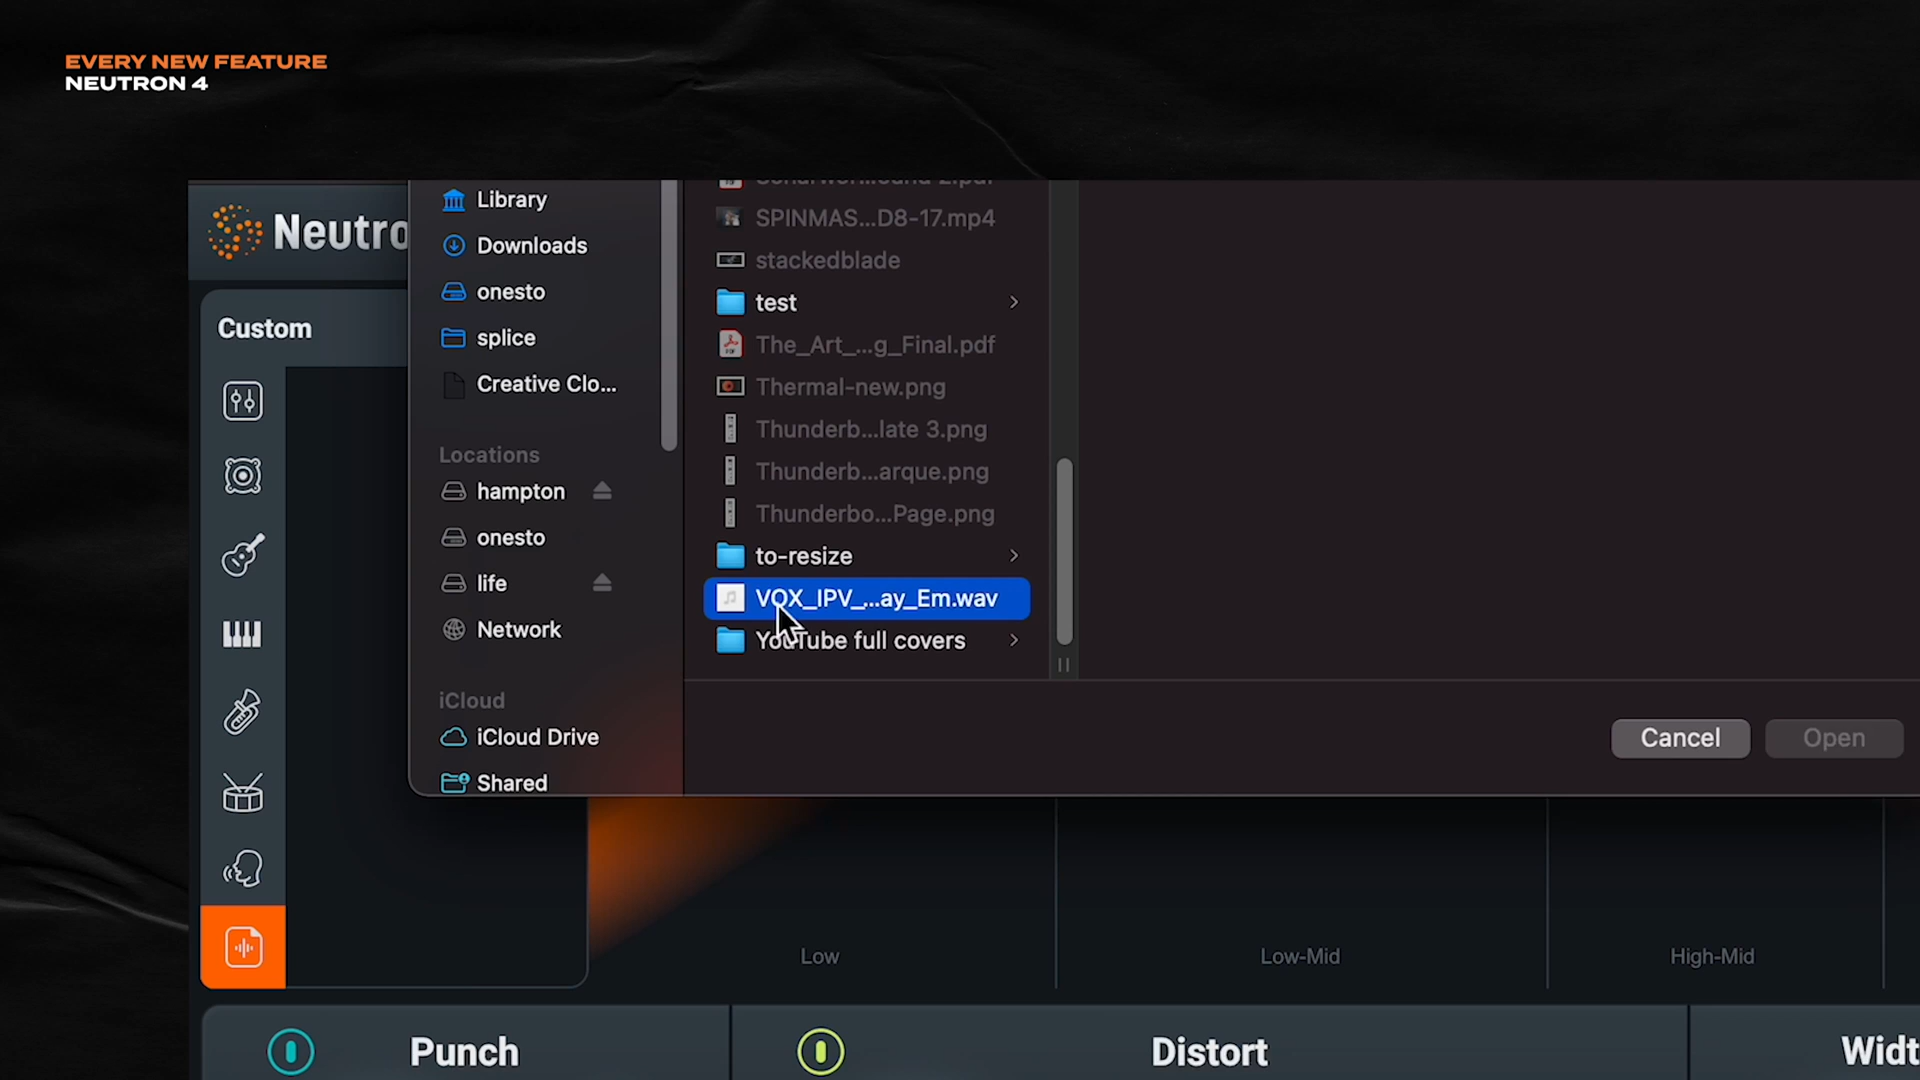 EVERY NEW FEATURE
NEUTRON 4
Neutro
Custom
Library
Downloads
onesto
splice
Creative Clo...
Locations
hampton
onesto
life
Network
iCloud
iCloud Drive
Shared
SPINMAS...D8-17.mp4
stackedblade
test
The_Art_...g_Final.pdf
Thermal-new.png
Thunderb...late 3.png
Thunderb...arque.png
Thunderbo...Page.png
to-resize
VOX_IPV_...ay_Em.wav
YouTube full covers
Cancel
Open
Low
Low-Mid
High-Mid
Punch
Distort
Widt